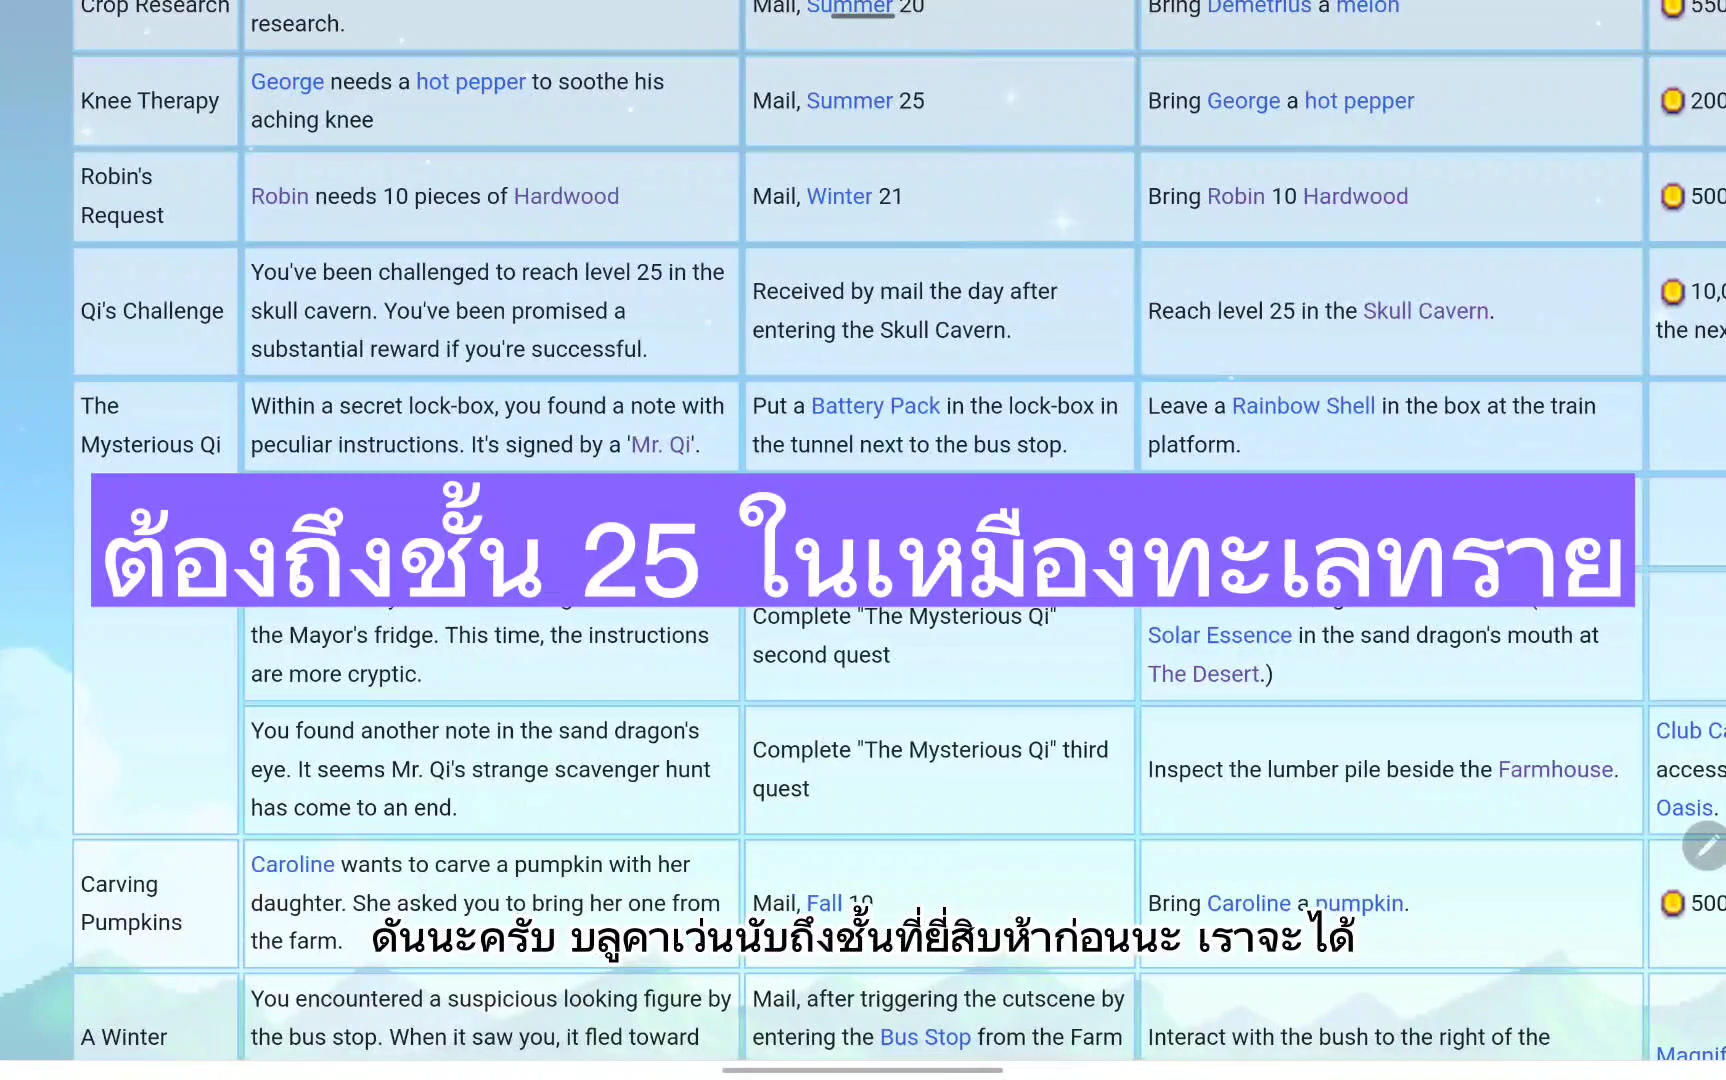 Crop Research
research.
Mail, Summer 20
Bring Demetrius a melon
550
Knee Therapy
George needs a hot pepper to soothe his
aching knee
Mail, Summer 25
Bring George a hot pepper
200
Robin's
Request
Robin needs 10 pieces of Hardwood
Mail, Winter 21
Bring Robin 10 Hardwood
500
Qi's Challenge
You've been challenged to reach level 25 in the
skull cavern. You've been promised a
substantial reward if you're successful.
Received by mail the day after
entering the Skull Cavern.
Reach level 25 in the Skull Cavern.
10,0
the nex
The
Mysterious Qi
Within a secret lock-box, you found a note with
peculiar instructions. It's signed by a 'Mr. Qi'.
Put a Battery Pack in the lock-box in
the tunnel next to the bus stop.
Leave a Rainbow Shell in the box at the train
platform.
ต้องถึงชั้น 25 ในเหมืองทะเลทราย
the Mayor's fridge. This time, the instructions
are more cryptic.
Complete "The Mysterious Qi"
second quest
Solar Essence in the sand dragon's mouth at
The Desert.)
You found another note in the sand dragon's
eye. It seems Mr. Qi's strange scavenger hunt
has come to an end.
Complete "The Mysterious Qi" third
quest
Inspect the lumber pile beside the Farmhouse.
Club Ca
access
Oasis.
Carving
Pumpkins
Caroline wants to carve a pumpkin with her
daughter. She asked you to bring her one from
the farm.
Mail, Fall 19
Bring Caroline a pumpkin.
500
ดันนะครับ บลูคาเว่นนับถึงชั้นที่ยี่สิบห้าก่อนนะ เราจะได้
A Winter
You encountered a suspicious looking figure by
the bus stop. When it saw you, it fled toward
Mail, after triggering the cutscene by
entering the Bus Stop from the Farm
Interact with the bush to the right of the
Magnif